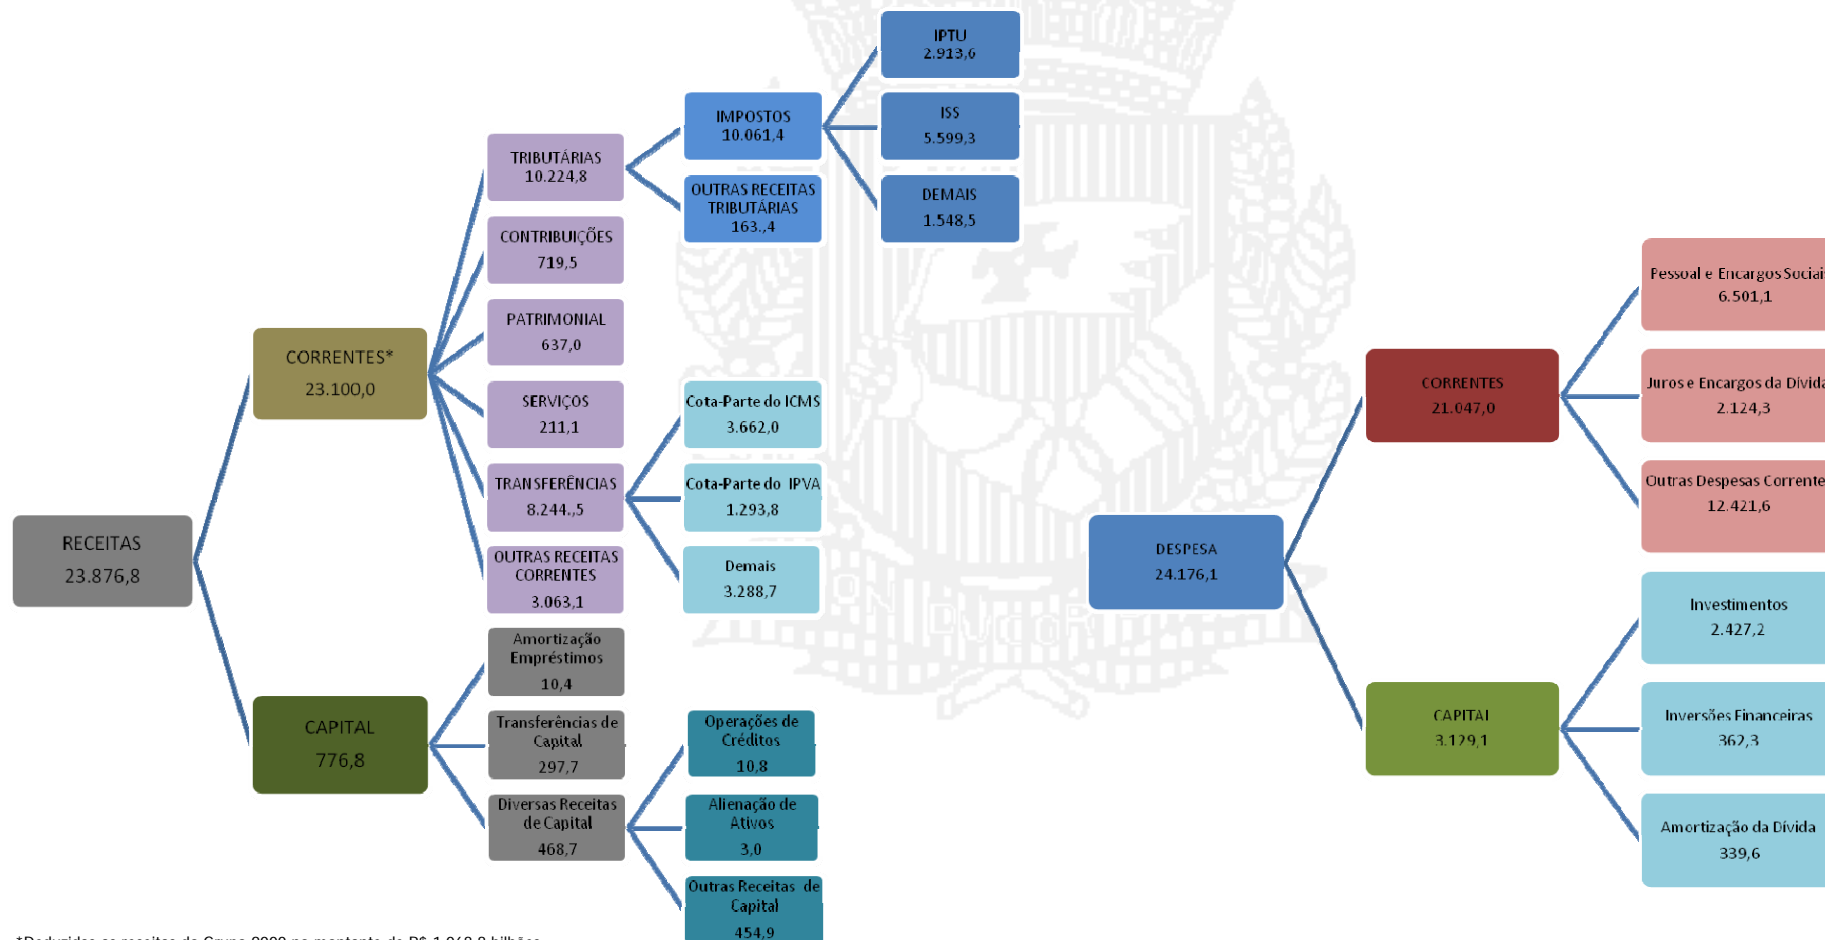 RECEITAS
23.876,8
CORRENTES*
23.100,0
TRIBUTÁRIAS
10.224,8
IMPOSTOS
10.061,4
IPTU
2.913,6
ISS
5.599,3
DEMAIS
1.548,5
OUTRAS RECEITAS
TRIBUTÁRIAS
163.,4
CONTRIBUIÇÕES
719,5
PATRIMONIAL
637,0
SERVIÇOS
211,1
TRANSFERÊNCIAS
8.244.,5
Cota-Parte do ICMS
3.662,0
Cota-Parte do IPVA
1.293,8
Demais
3.288,7
OUTRAS RECEITAS
CORRENTES
3.063,1
CAPITAL
776,8
Amortização
Empréstimos
10,4
Transferências de
Capital
297,7
Diversas Receitas
de Capital
468,7
Operações de
Créditos
10,8
Alienação de
Ativos
3,0
Outras Receitas de
Capital
454,9
DESPESA
24.176,1
CORRENTES
21.047,0
Pessoal e Encargos Sociais
6.501,1
Juros e Encargos da Dívida
2.124,3
Outras Despesas Corrente
12.421,6
CAPITAL
3.129,1
Investimentos
2.427,2
Inversões Financeiras
362,3
Amortização da Dívida
339,6